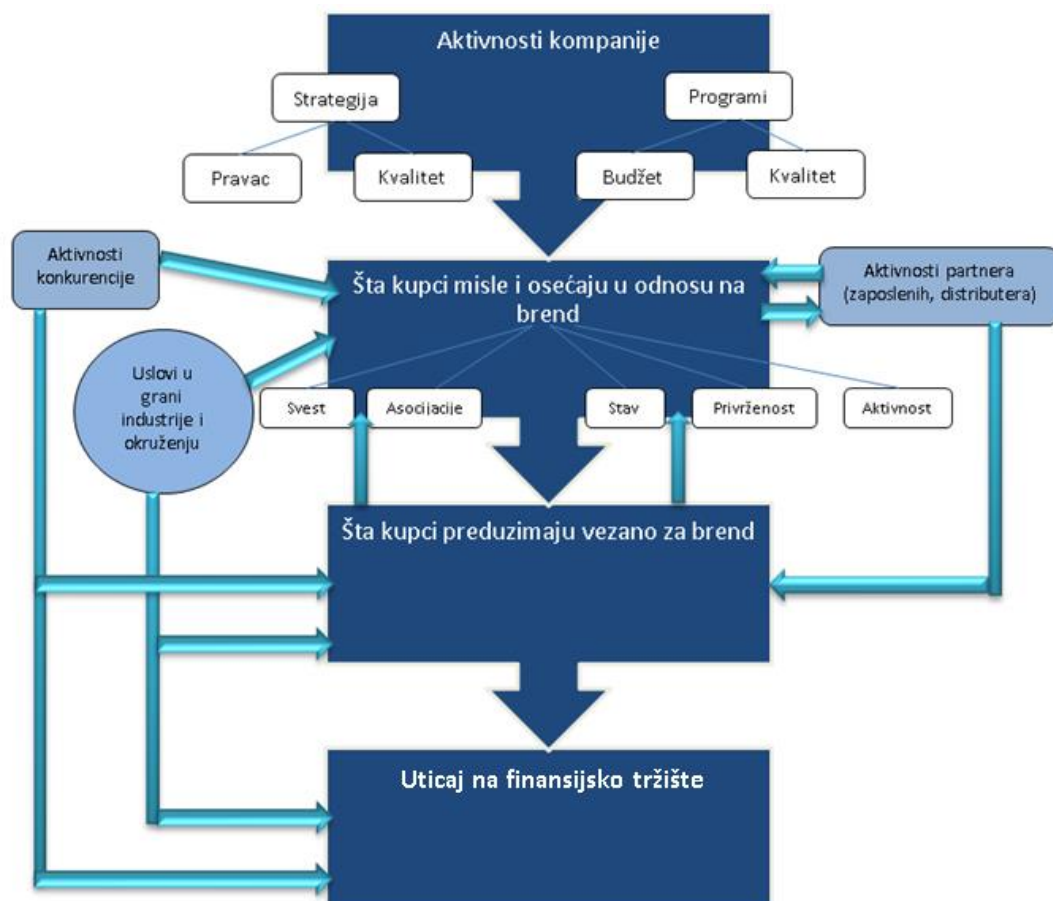 Aktivnosti kompanije
Strategija
Programi
Pravac
Kvalitet
Budžet
Kvalitet
Aktivnosti
konkurencije
Šta kupci misle i osećaju u odnosu na
brend
Aktivnosti partnera
(zaposlenih, distributera)
Uslovi u
grani
industrije i
okruženju
Svest
Asocijacije
Stav
Privrženost
Aktivnost
Šta kupci preduzimaju vezano za brend
Uticaj na finansijsko tržište